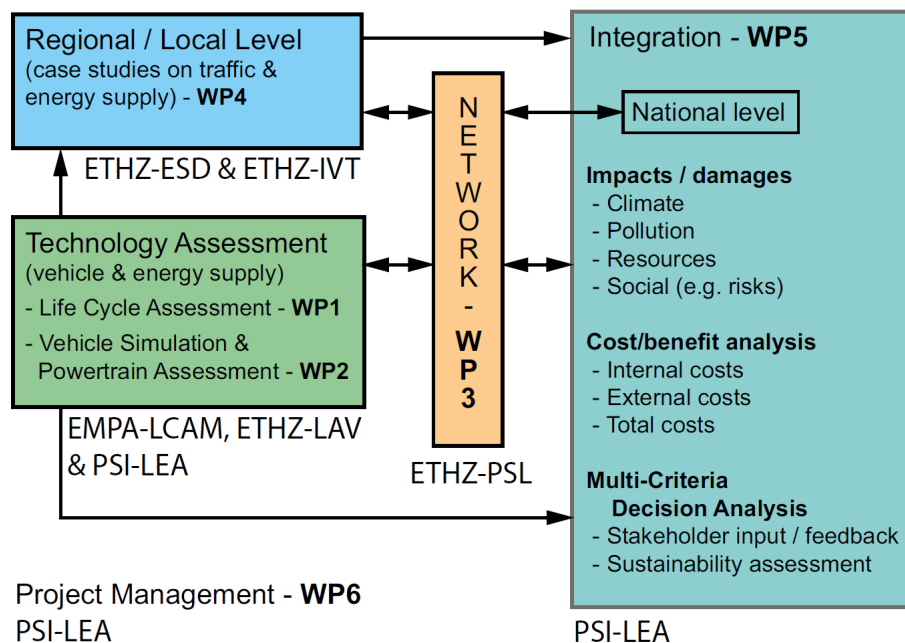 Regional / Local Level
(case studies on traffic &
energy supply) - WP4
ETHZ-ESD & ETHZ-IVT
Technology Assessment
(vehicle & energy supply)
- Life Cycle Assessment - WP1
- Vehicle Simulation &
Powertrain Assessment - WP2
EMPA-LCAM, ETHZ-LAV
& PSI-LEA
NETWORK - WP3
ETHZ-PSL
Integration - WP5
National level
Impacts / damages
- Climate
- Pollution
- Resources
- Social (e.g. risks)
Cost/benefit analysis
- Internal costs
- External costs
- Total costs
Multi-Criteria
Decision Analysis
- Stakeholder input / feedback
- Sustainability assessment
PSI-LEA
Project Management - WP6
PSI-LEA